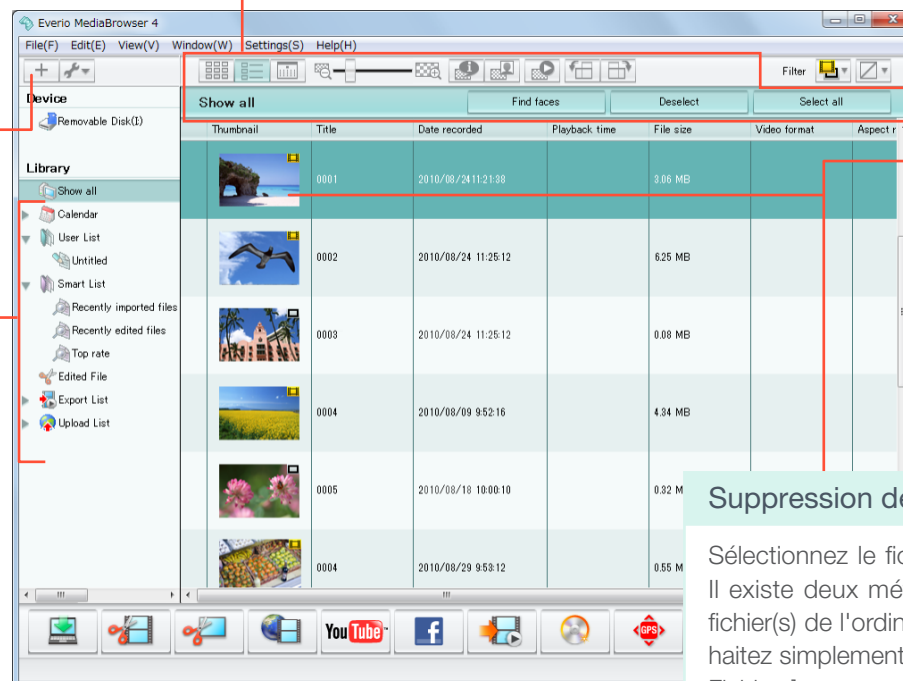 Everio MediaBrowser 4
File(F) Edit(E) View(V) Window(W) Settings(S) Help(H)
Filter
Device
Removable Disk(I:)
Library
Show all
Calendar
User List
Untitled
Smart List
Recently imported files
Recently edited files
Top rate
Edited File
Export List
Upload List
Show all Find faces Deselect Select all
Thumbnail Title Date recorded Playback time File size Video format Aspect r
0001 2010/08/24 11:21:38 3.06 MB
0002 2010/08/24 11:25:12 6.25 MB
0003 2010/08/24 11:25:12 0.08 MB
0004 2010/08/09 9:52:16 4.34 MB
0005 2010/08/18 10:00:10 0.32 M
0004 2010/08/29 9:53:12 0.55 M
YouTube f GPS
Suppression de
Sélectionnez le fic
Il existe deux mé
fichier(s) de l'ordin
haitez simplement